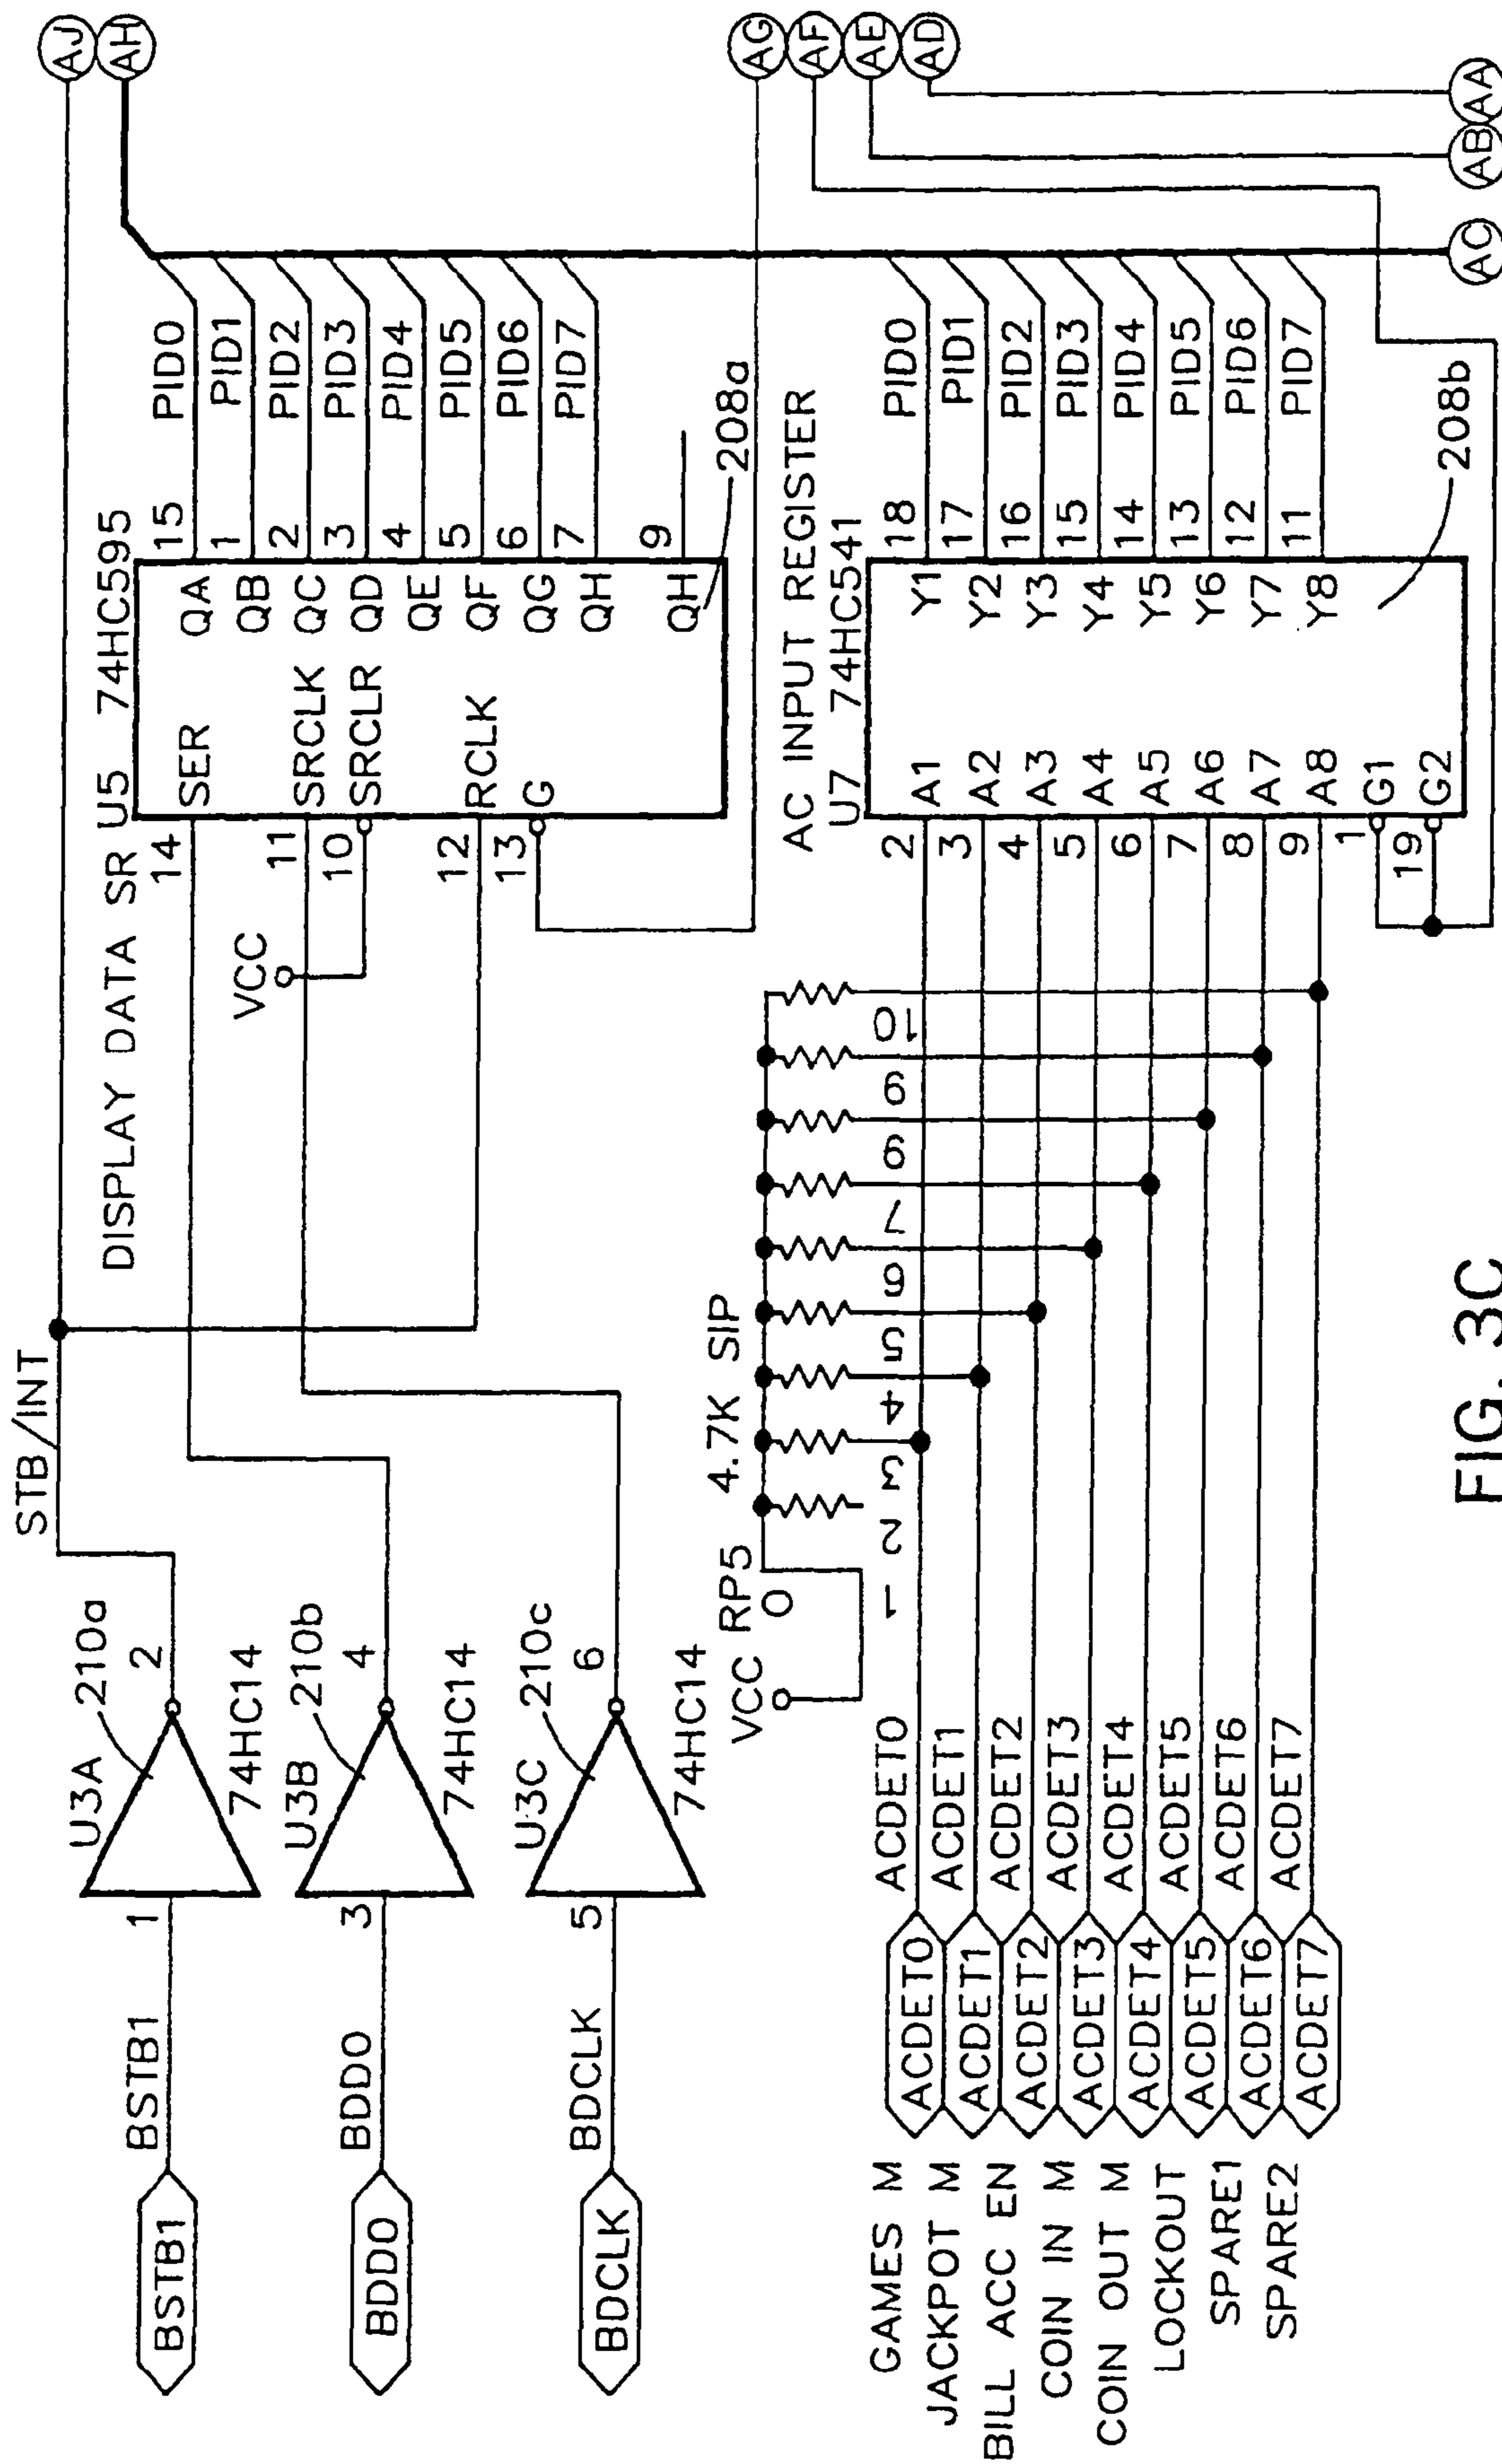 STB/INT
AJ
AH
BSTB1
BSTB1
1
U3A
210a
2
74HC14
BDD0
BDD0
3
U3B
210b
4
74HC14
BDCLK
BDCLK
5
U3C
210c
6
74HC14
DISPLAY DATA SR
U5 74HC595
VCC
14 SER
11 SRCLK
10 SRCLR
12 RCLK
13 G
QA 15 PID0
QB 1 PID1
QC 2 PID2
QD 3 PID3
QE 4 PID4
QF 5 PID5
QG 6 PID6
QH 7 PID7
QH 9
208a
AG
AF
AE
AD
VCC RP5 4.7K SIP
0
1 2 3 4 5 6 7 9 9 10
AC INPUT REGISTER
U7 74HC541
GAMES M ACDET0 ACDET0 2 A1 Y1 18 PID0
JACKPOT M ACDET1 ACDET1 3 A2 Y2 17 PID1
BILL ACC EN ACDET2 ACDET2 4 A3 Y3 16 PID2
COIN IN M ACDET3 ACDET3 5 A4 Y4 15 PID3
COIN OUT M ACDET4 ACDET4 6 A5 Y5 14 PID4
LOCKOUT ACDET5 ACDET5 7 A6 Y6 13 PID5
SPARE1 ACDET6 ACDET6 8 A7 Y7 12 PID6
SPARE2 ACDET7 ACDET7 9 A8 Y8 11 PID7
1 G1
19 G2
208b
AC
AB
AA
FIG. 3C